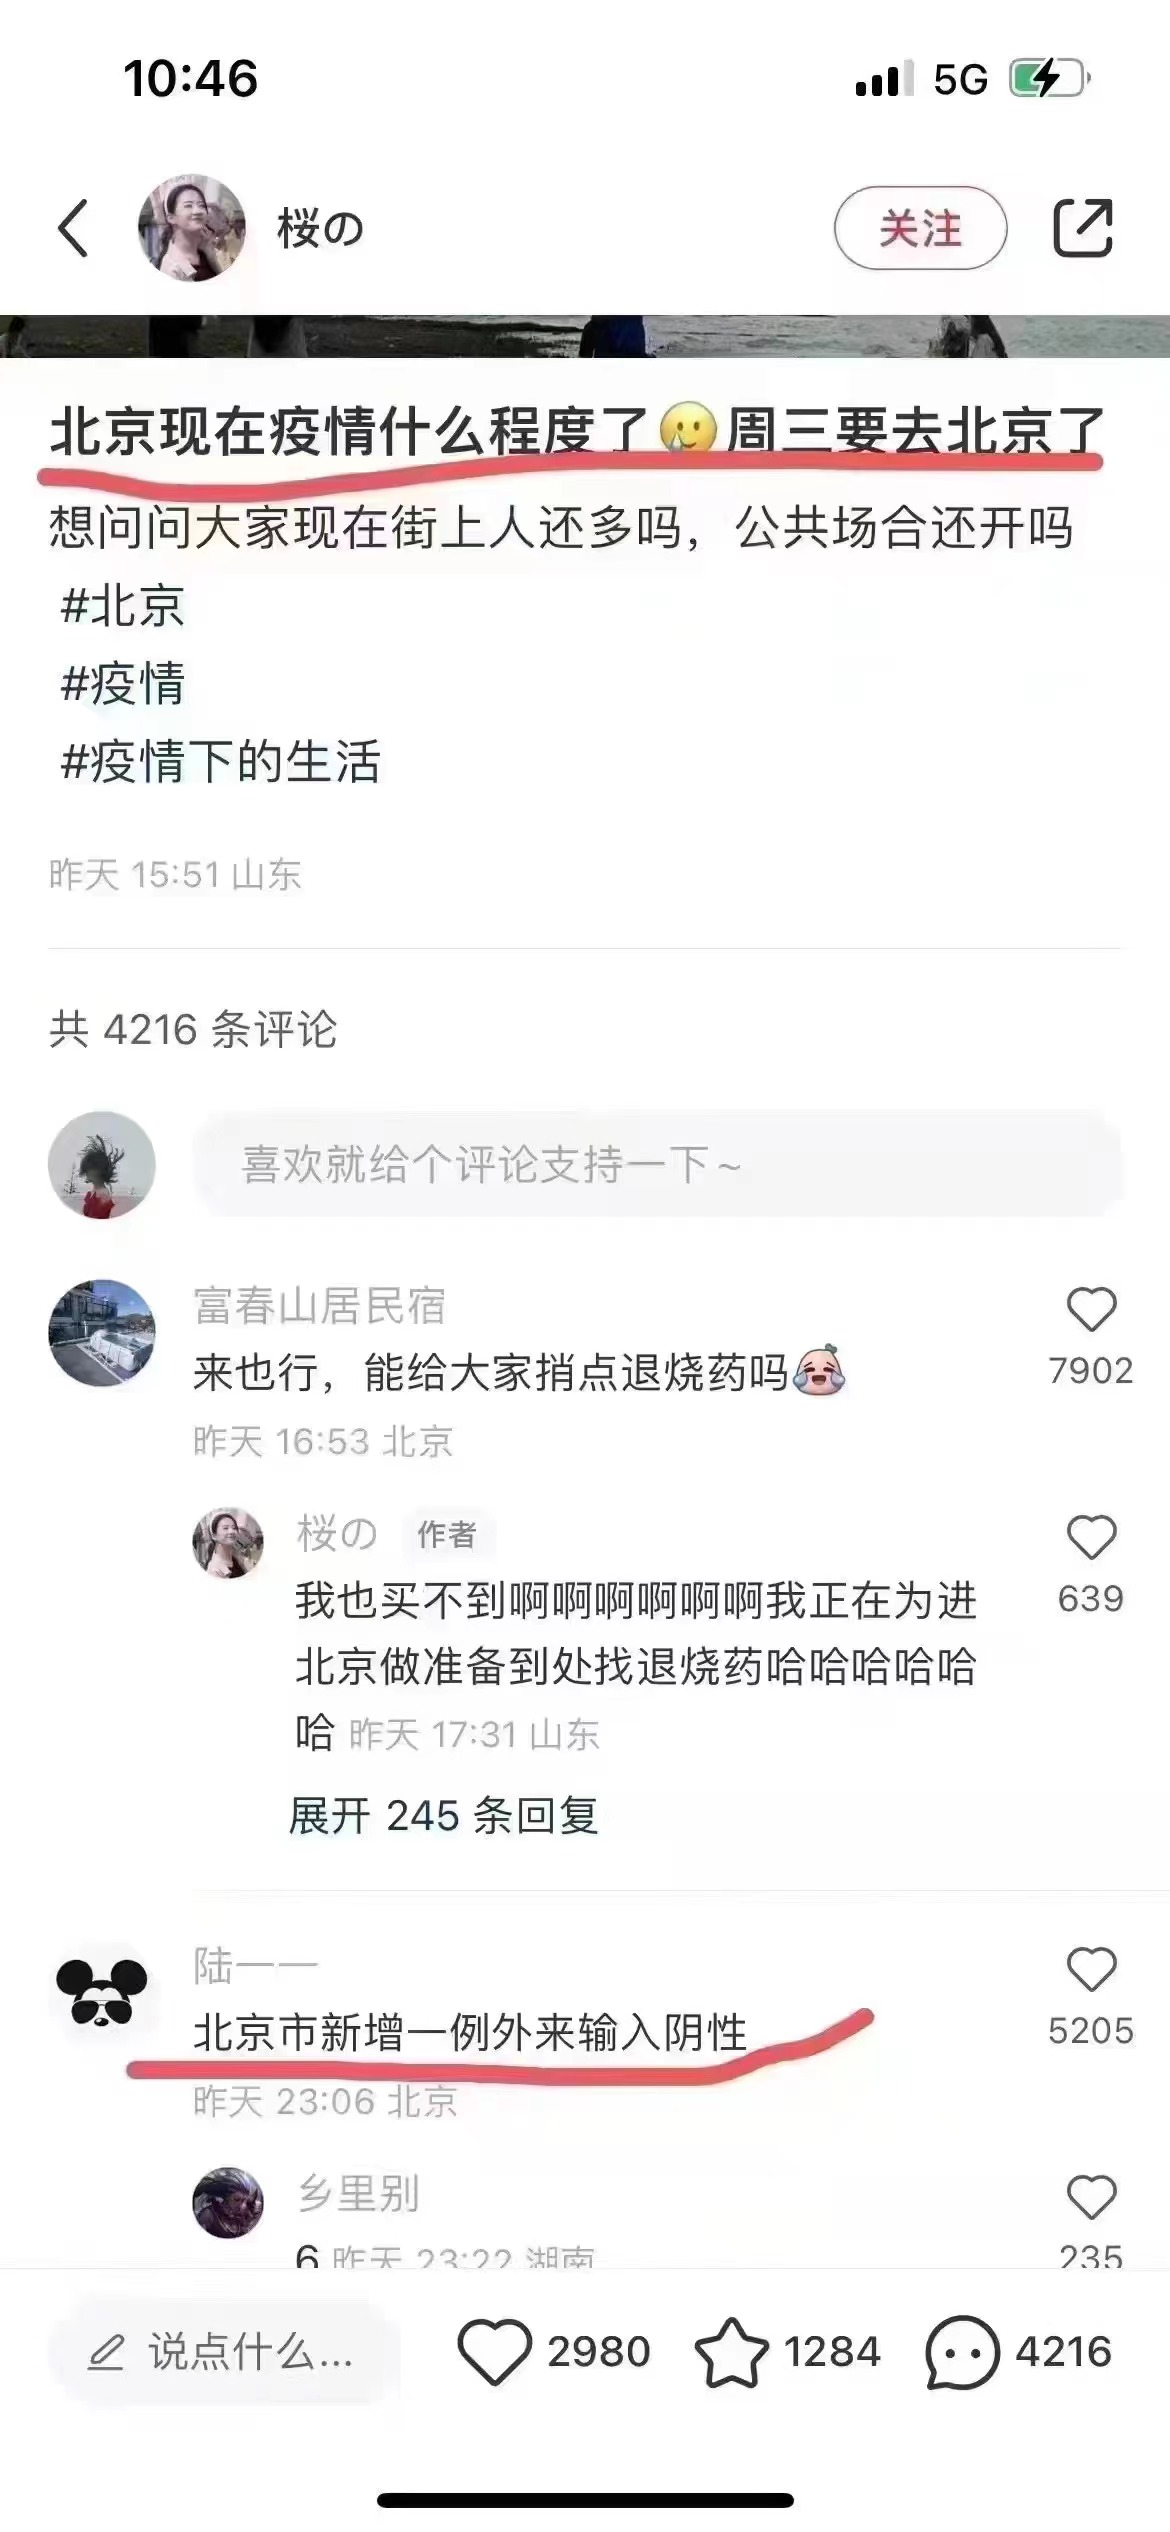 10:46
5G
桜の
关注
北京现在疫情什么程度了🥲周三要去北京了
想问问大家现在街上人还多吗，公共场合还开吗
#北京
#疫情
#疫情下的生活
昨天 15:51 山东
共 4216 条评论
喜欢就给个评论支持一下~
富春山居民宿
来也行，能给大家捎点退烧药吗
7902
昨天 16:53 北京
桜の 作者
我也买不到啊啊啊啊啊啊我正在为进
639
北京做准备到处找退烧药哈哈哈哈哈
哈 昨天 17:31 山东
展开 245 条回复
陆一一
北京市新增一例外来输入阴性
5205
昨天 23:06 北京
乡里别
6 昨天 23:22 湖南
235
说点什么...
2980
1284
4216